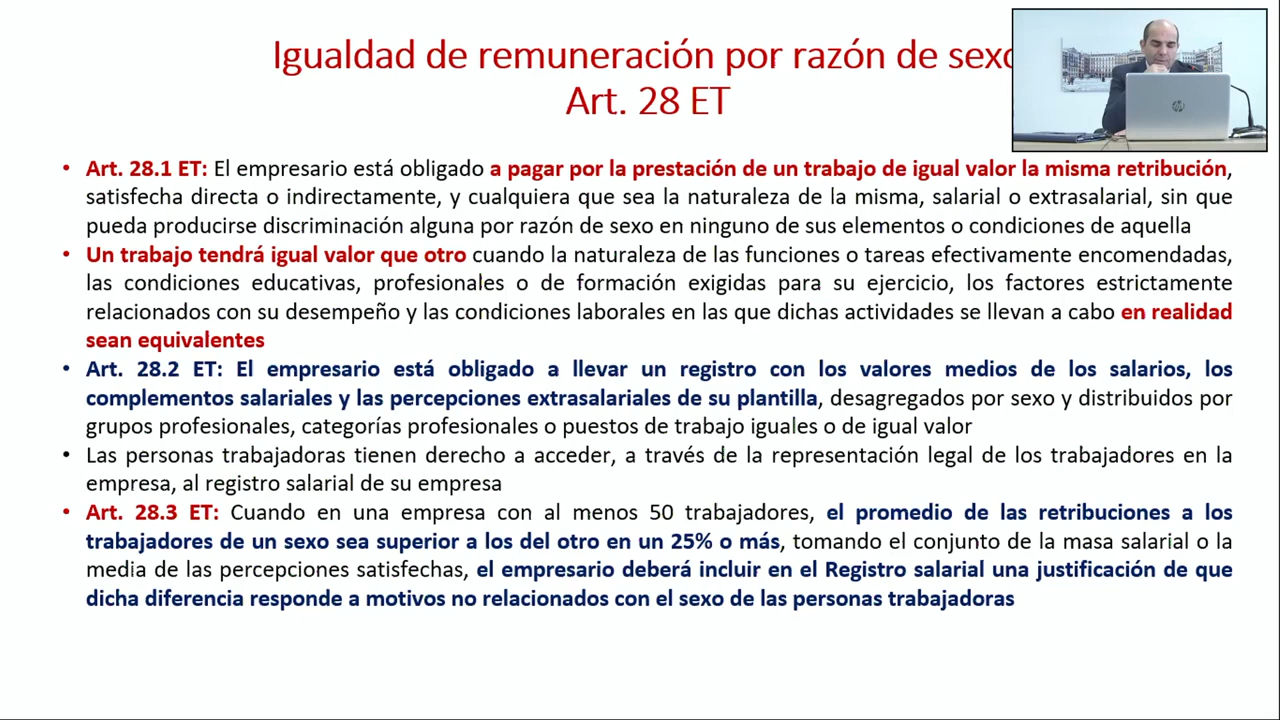 Igualdad de remuneración por razón de sexo
Art. 28 ET
• Art. 28.1 ET: El empresario está obligado a pagar por la prestación de un trabajo de igual valor la misma retribución,
satisfecha directa o indirectamente, y cualquiera que sea la naturaleza de la misma, salarial o extrasalarial, sin que
pueda producirse discriminación alguna por razón de sexo en ninguno de sus elementos o condiciones de aquella
• Un trabajo tendrá igual valor que otro cuando la naturaleza de las funciones o tareas efectivamente encomendadas,
las condiciones educativas, profesionales o de formación exigidas para su ejercicio, los factores estrictamente
relacionados con su desempeño y las condiciones laborales en las que dichas actividades se llevan a cabo en realidad
sean equivalentes
• Art. 28.2 ET: El empresario está obligado a llevar un registro con los valores medios de los salarios, los
complementos salariales y las percepciones extrasalariales de su plantilla, desagregados por sexo y distribuidos por
grupos profesionales, categorías profesionales o puestos de trabajo iguales o de igual valor
• Las personas trabajadoras tienen derecho a acceder, a través de la representación legal de los trabajadores en la
empresa, al registro salarial de su empresa
• Art. 28.3 ET: Cuando en una empresa con al menos 50 trabajadores, el promedio de las retribuciones a los
trabajadores de un sexo sea superior a los del otro en un 25% o más, tomando el conjunto de la masa salarial o la
media de las percepciones satisfechas, el empresario deberá incluir en el Registro salarial una justificación de que
dicha diferencia responde a motivos no relacionados con el sexo de las personas trabajadoras